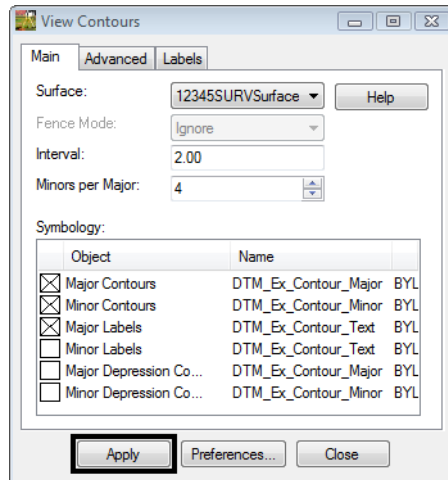 View Contours
Main Advanced Labels
Surface: 12345SURVSurface Help
Fence Mode: Ignore
Interval: 2.00
Minors per Major: 4
Symbology:
Object Name
Major Contours DTM_Ex_Contour_Major BYL
Minor Contours DTM_Ex_Contour_Minor BYL
Major Labels DTM_Ex_Contour_Text BYL
Minor Labels DTM_Ex_Contour_Text BYL
Major Depression Co... DTM_Ex_Contour_Major BYL
Minor Depression Co... DTM_Ex_Contour_Minor BYL
Apply Preferences... Close